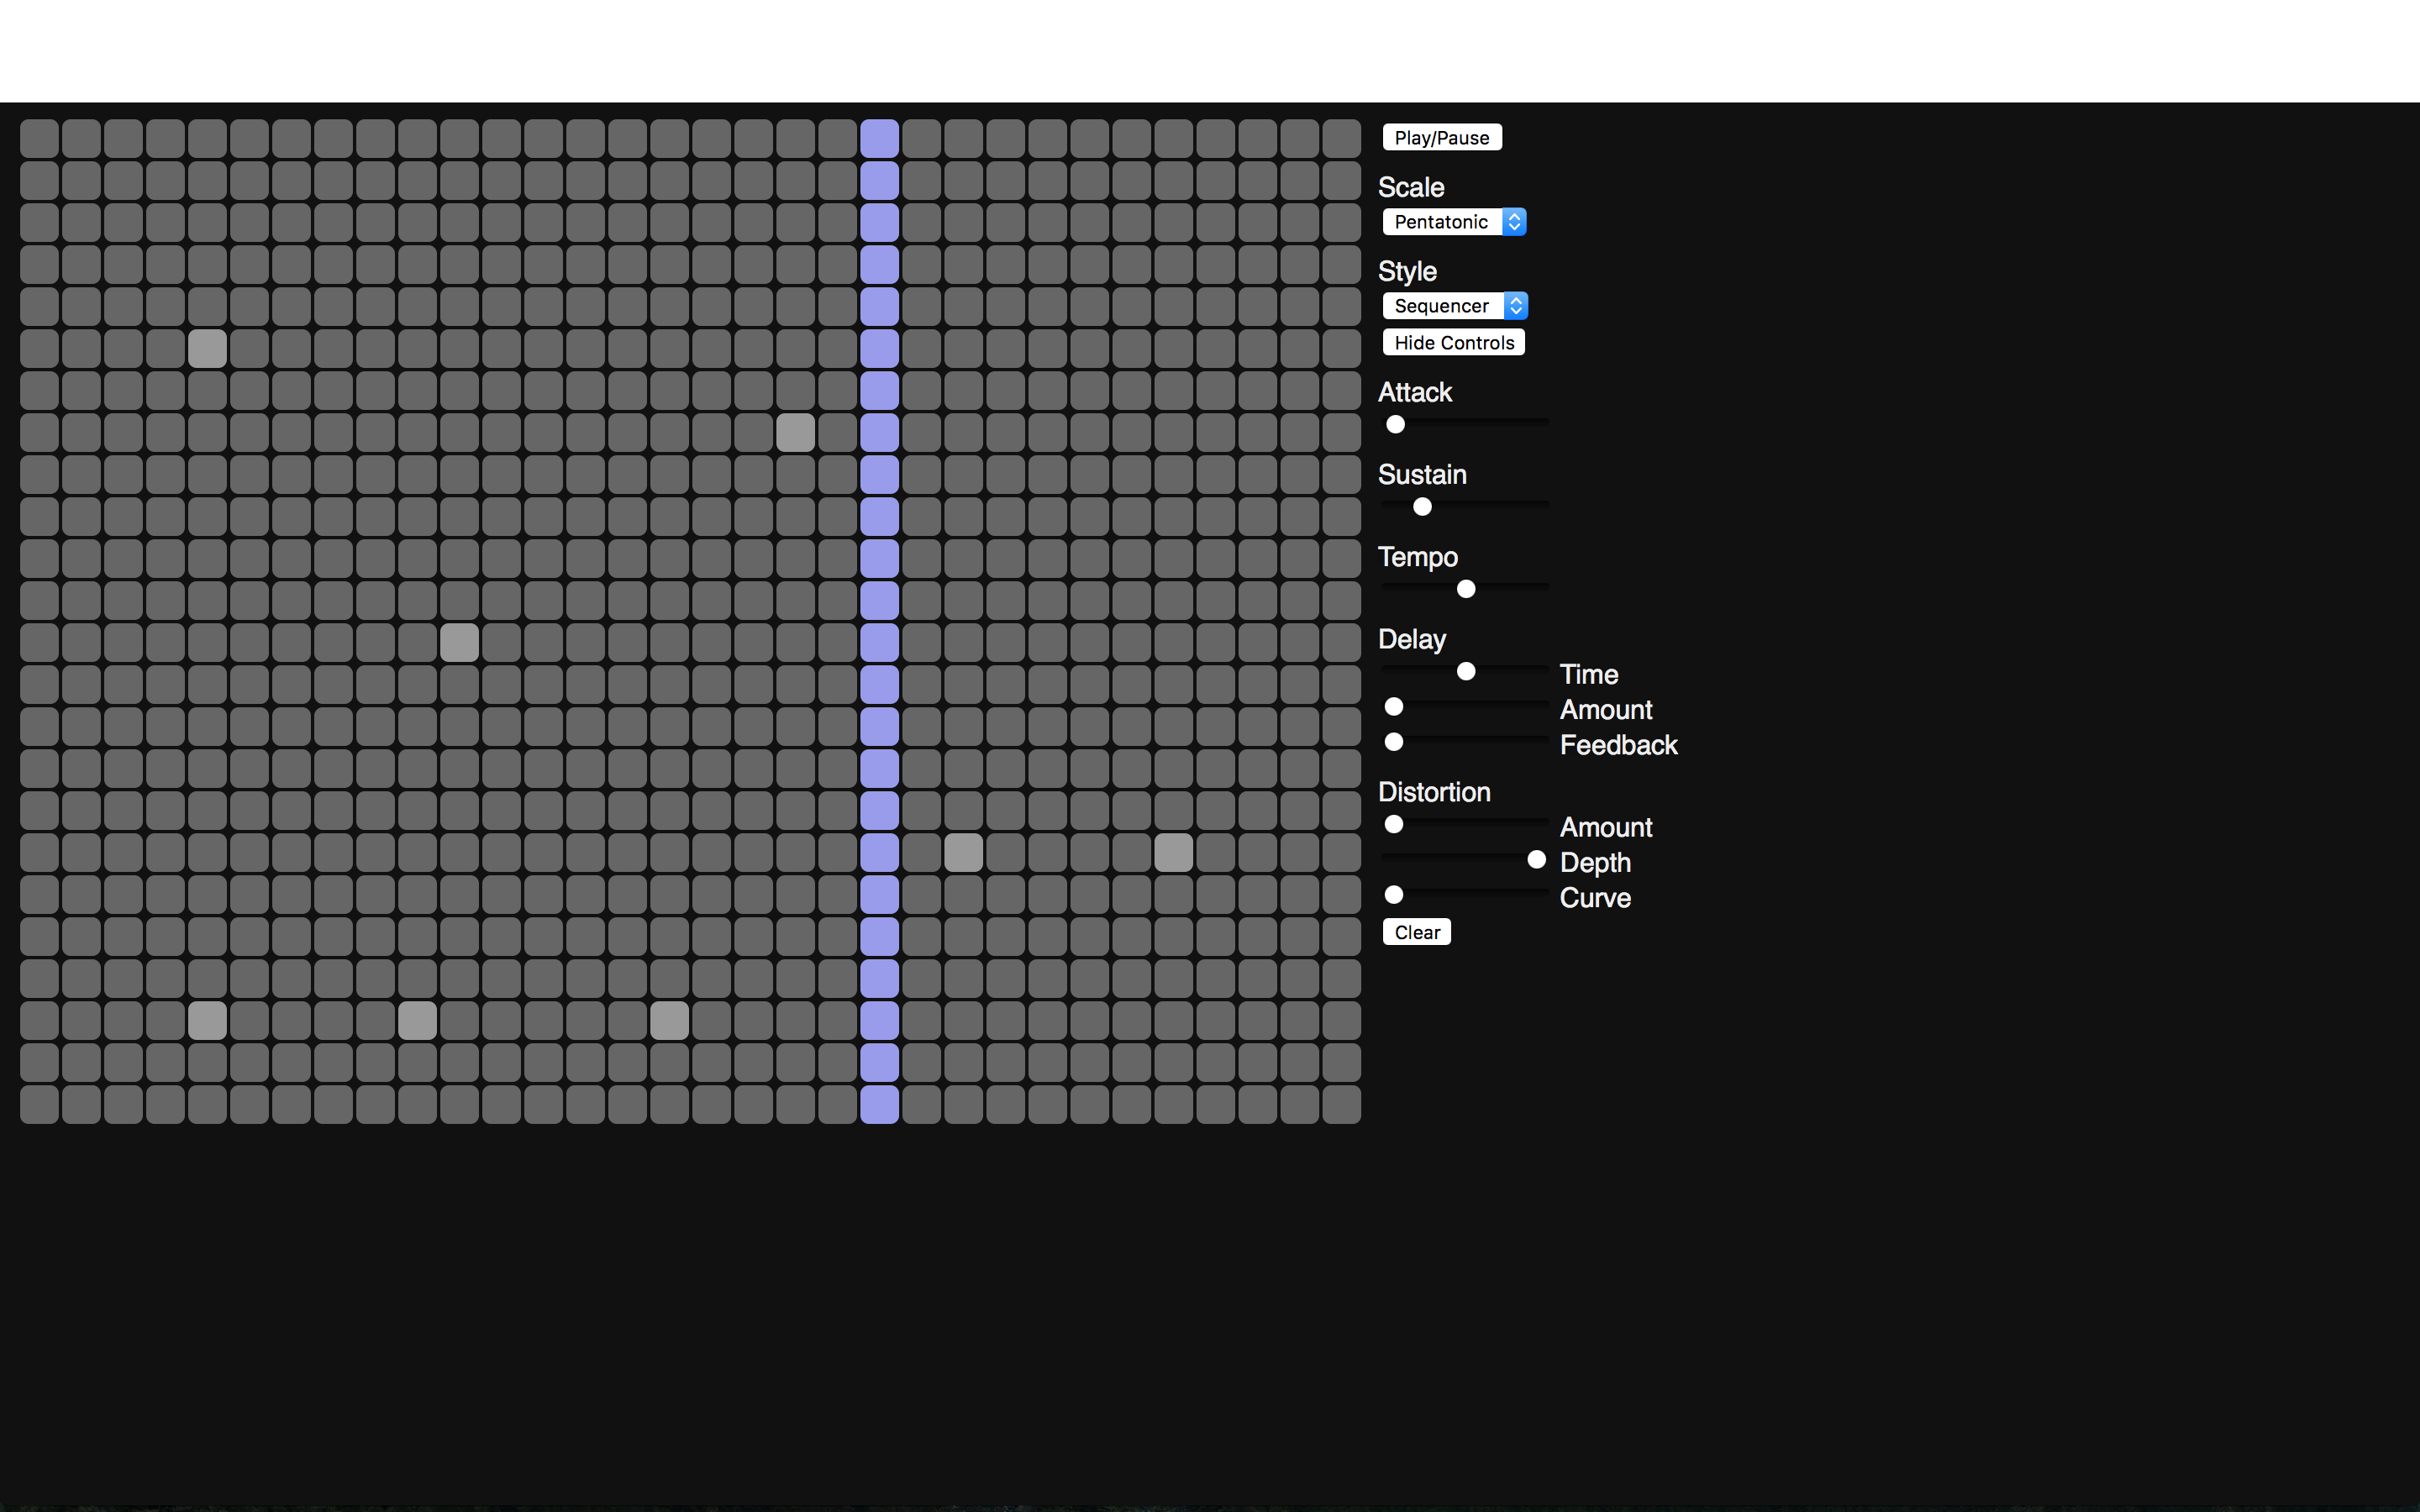 Play/Pause
Scale
Pentatonic
Style
Sequencer
Hide Controls
Attack
Sustain
Tempo
Delay
Time
Amount
Feedback
Distortion
Amount
Depth
Curve
Clear